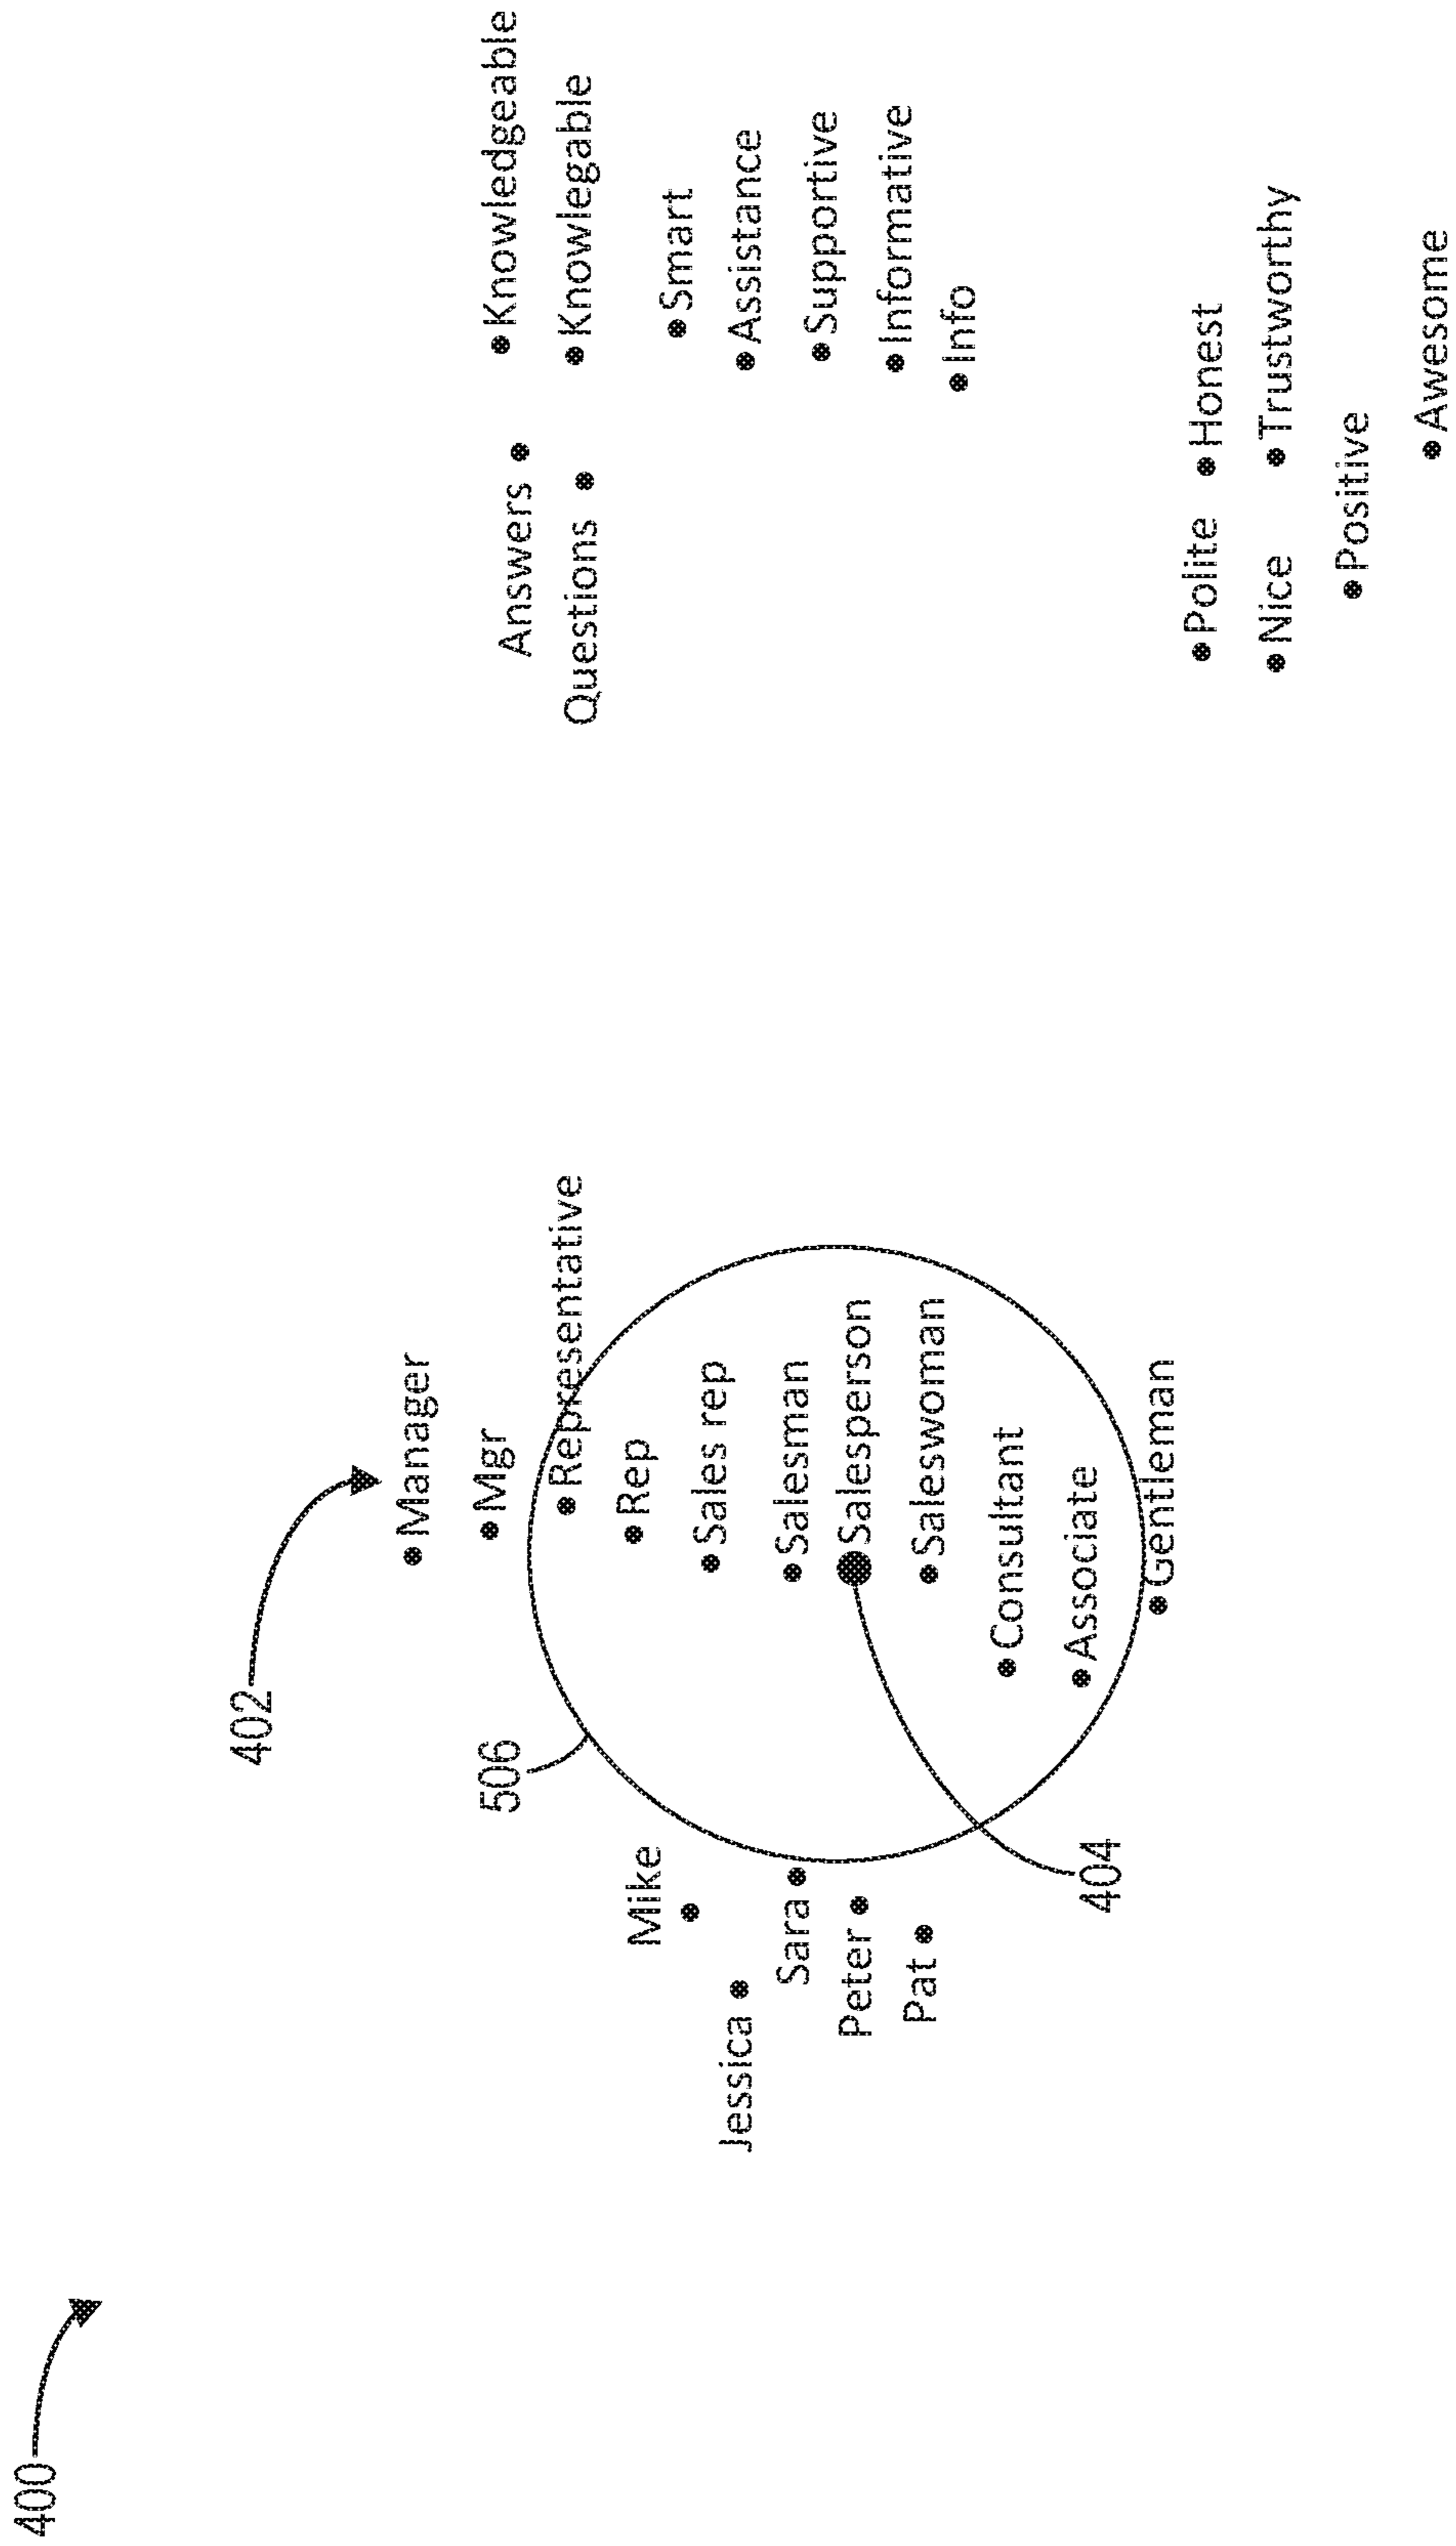 400
402
Manager
Mgr
Representative
506
Rep
Mike
Sales rep
Jessica
Salesman
Sara
Salesperson
Peter
Saleswoman
Pat
Consultant
Associate
404
Gentleman
Knowledgeable
Answers
Knowlegable
Questions
Smart
Assistance
Supportive
Informative
Info
Polite
Honest
Nice
Trustworthy
Positive
Awesome